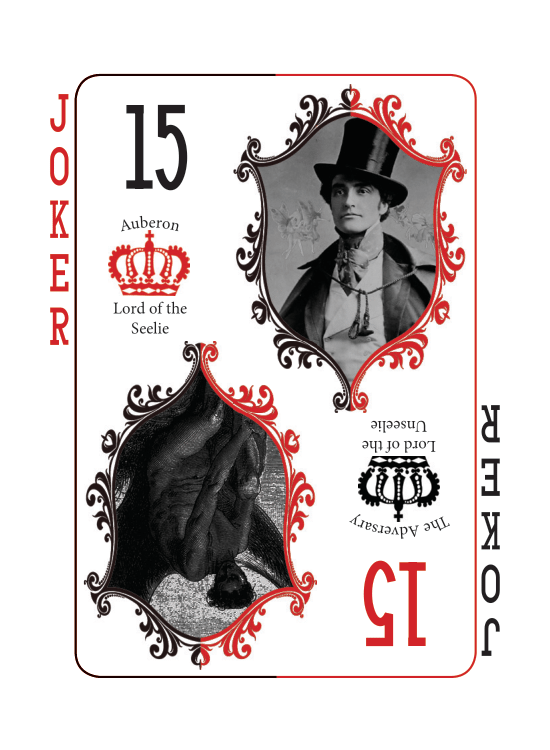 JOKER
15
Auberon
Lord of the
Seelie
JOKER
15
The Adversary
Lord of the
Unseelie